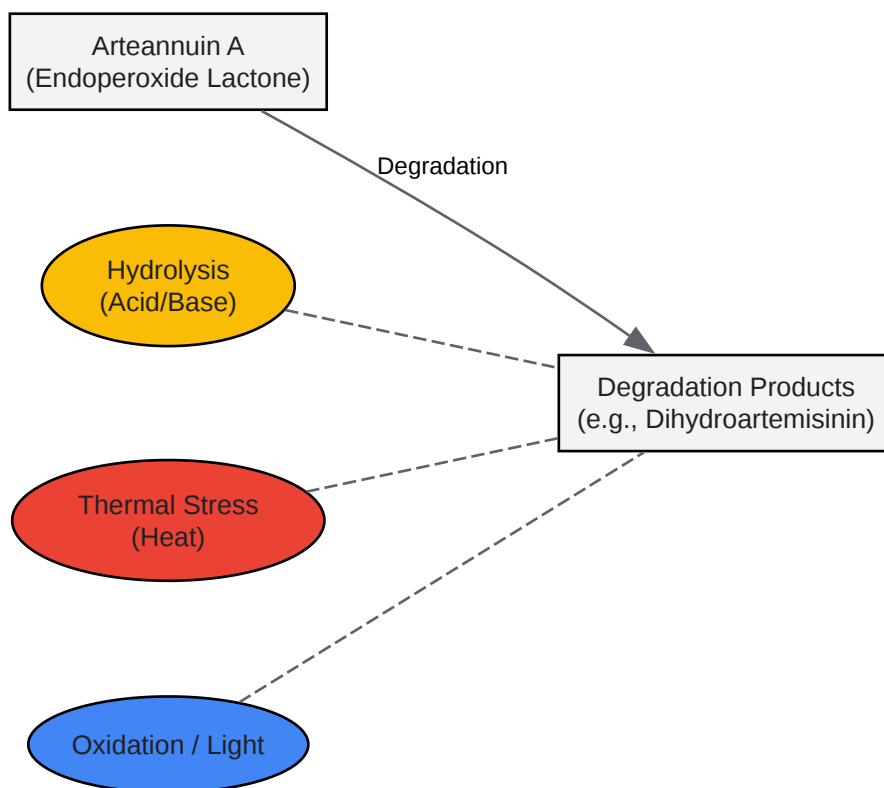 Arteannuin A
(Endoperoxide Lactone)
Degradation
Hydrolysis
(Acid/Base)
Degradation Products
(e.g., Dihydroartemisinin)
Thermal Stress
(Heat)
Oxidation / Light